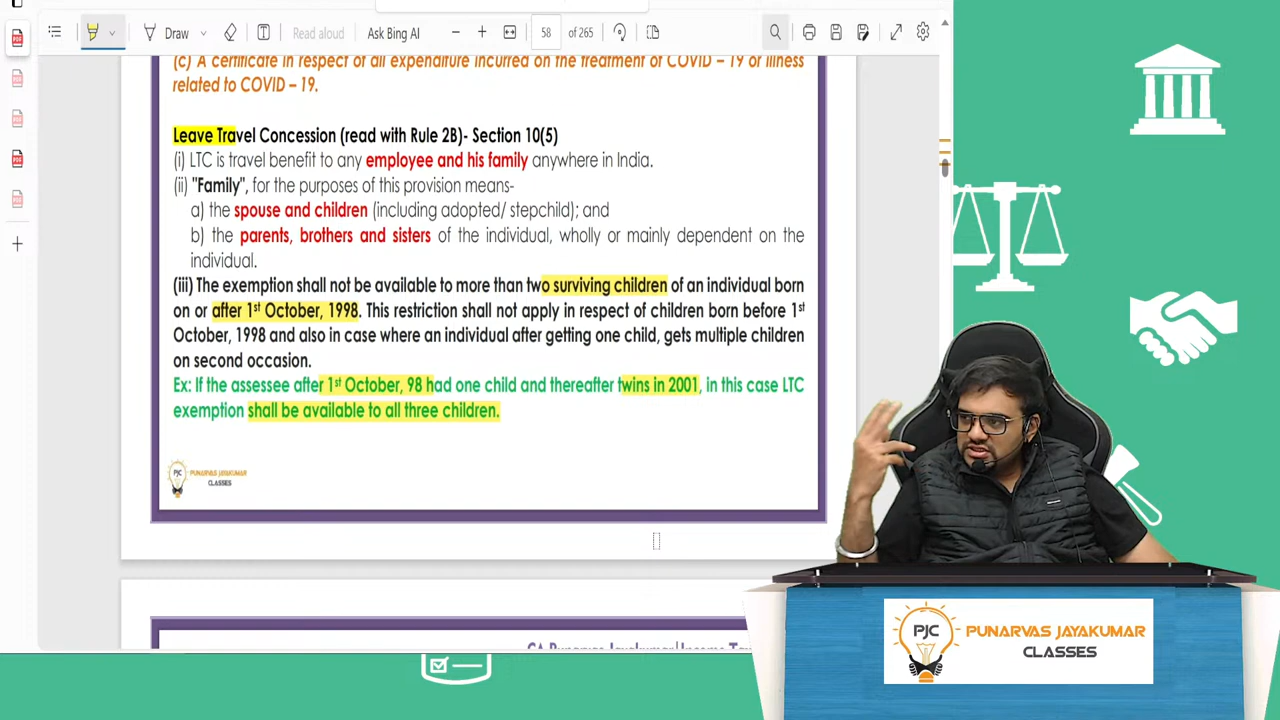 Draw
Read aloud
Ask Bing AI
58
of 265
(c) A certificate in respect of all expenditure incurred on the treatment of COVID – 19 or illness
related to COVID – 19.
Leave Travel Concession (read with Rule 2B)- Section 10(5)
(i) LTC is travel benefit to any employee and his family anywhere in India.
(ii) "Family", for the purposes of this provision means-
a) the spouse and children (including adopted/ stepchild); and
b) the parents, brothers and sisters of the individual, wholly or mainly dependent on the
individual.
(iii) The exemption shall not be available to more than two surviving children of an individual born
on or after 1st October, 1998. This restriction shall not apply in respect of children born before 1st
October, 1998 and also in case where an individual after getting one child, gets multiple children
on second occasion.
Ex: If the assessee after 1st October, 98 had one child and thereafter twins in 2001, in this case LTC
exemption shall be available to all three children.
PJC
PUNARVAS JAYAKUMAR
CLASSES
CA Punarvas Jayakumar|Income Tax
PJC
PUNARVAS JAYAKUMAR
CLASSES